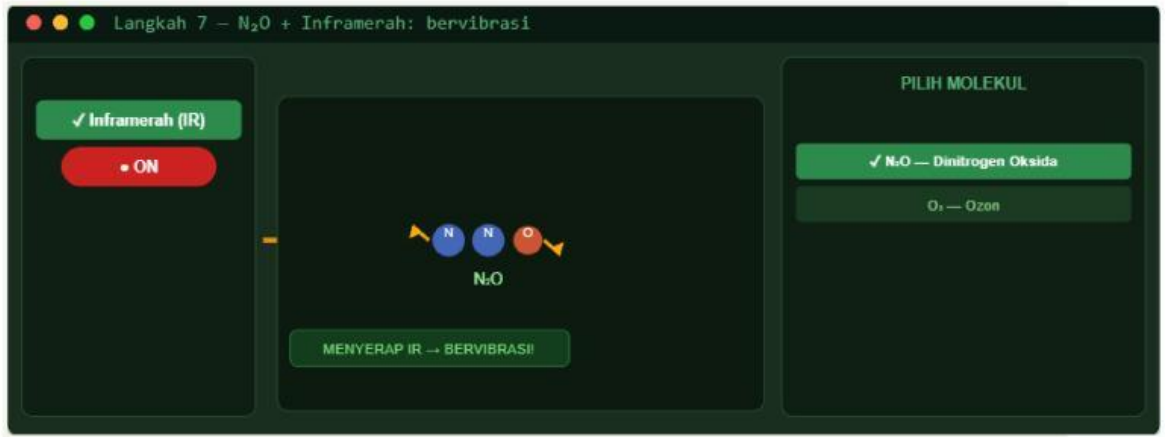 Langkah 7 — N₂O + Inframerah: bervibrasi
✓ Inframerah (IR)
● ON
N N O
N₂O
MENYERAP IR → BERVIBRASI!
PILIH MOLEKUL
✓ N₂O — Dinitrogen Oksida
O₃ — Ozon